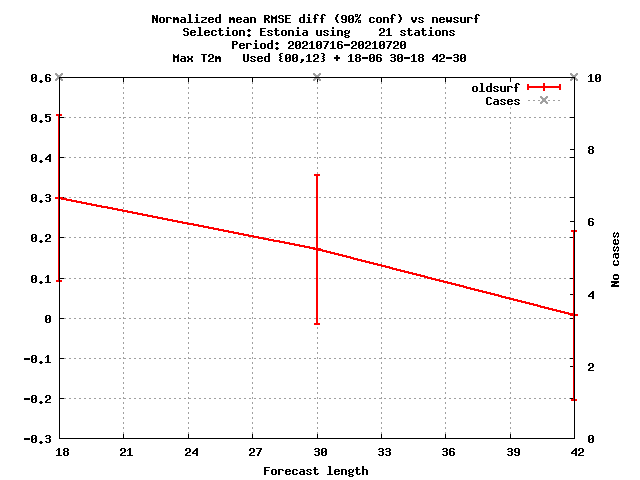 Normalized mean RMSE diff (90% conf) vs newsurf
Selection: Estonia using    21 stations
Period: 20210716-20210720
Max T2m   Used {00,12} + 18-06 30-18 42-30
oldsurf
Cases
0.6
0.5
0.4
0.3
0.2
0.1
0
-0.1
-0.2
-0.3
10
8
6
4
2
0
No cases
18 21 24 27 30 33 36 39 42
Forecast length